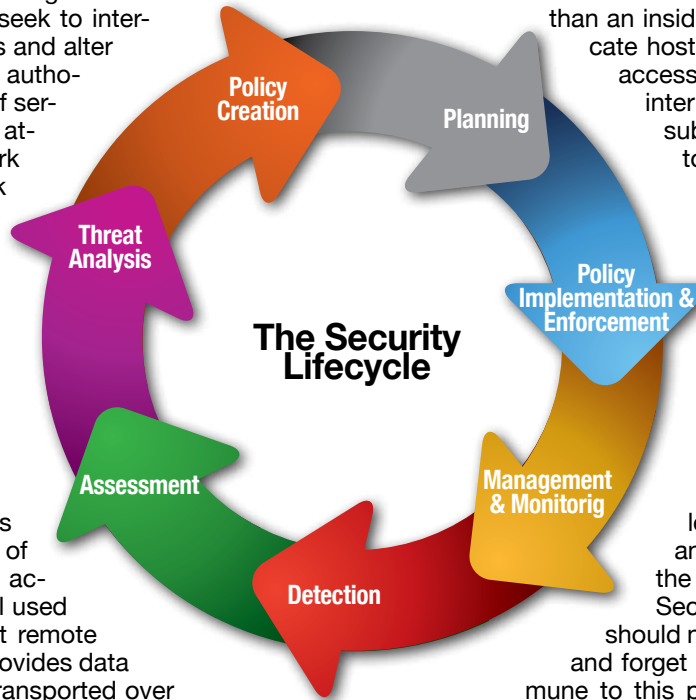 seek to inter-
s and alter
autho-
f ser-
at-
rk
k
than an insid
cate host
access
inter
sub
to
Policy
Creation
Planning
Policy
Implementation &
Enforcement
Management
& Monitorig
Detection
Assessment
Threat
Analysis
The Security
Lifecycle
s
of
ac-
l used
t remote
ovides data
ransported over
le
an
the
Sec
should n
and forget
mune to this p